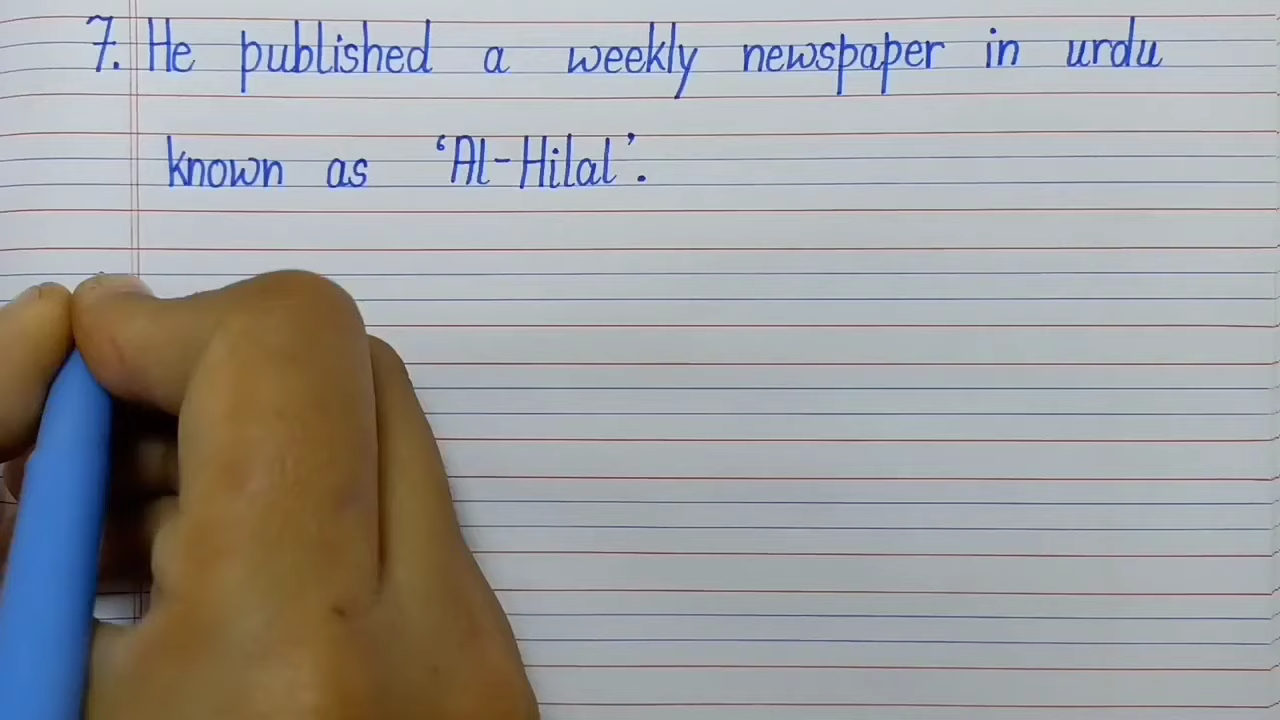 7. He published a weekly newspaper in urdu
known as ‘Al-Hilal’.